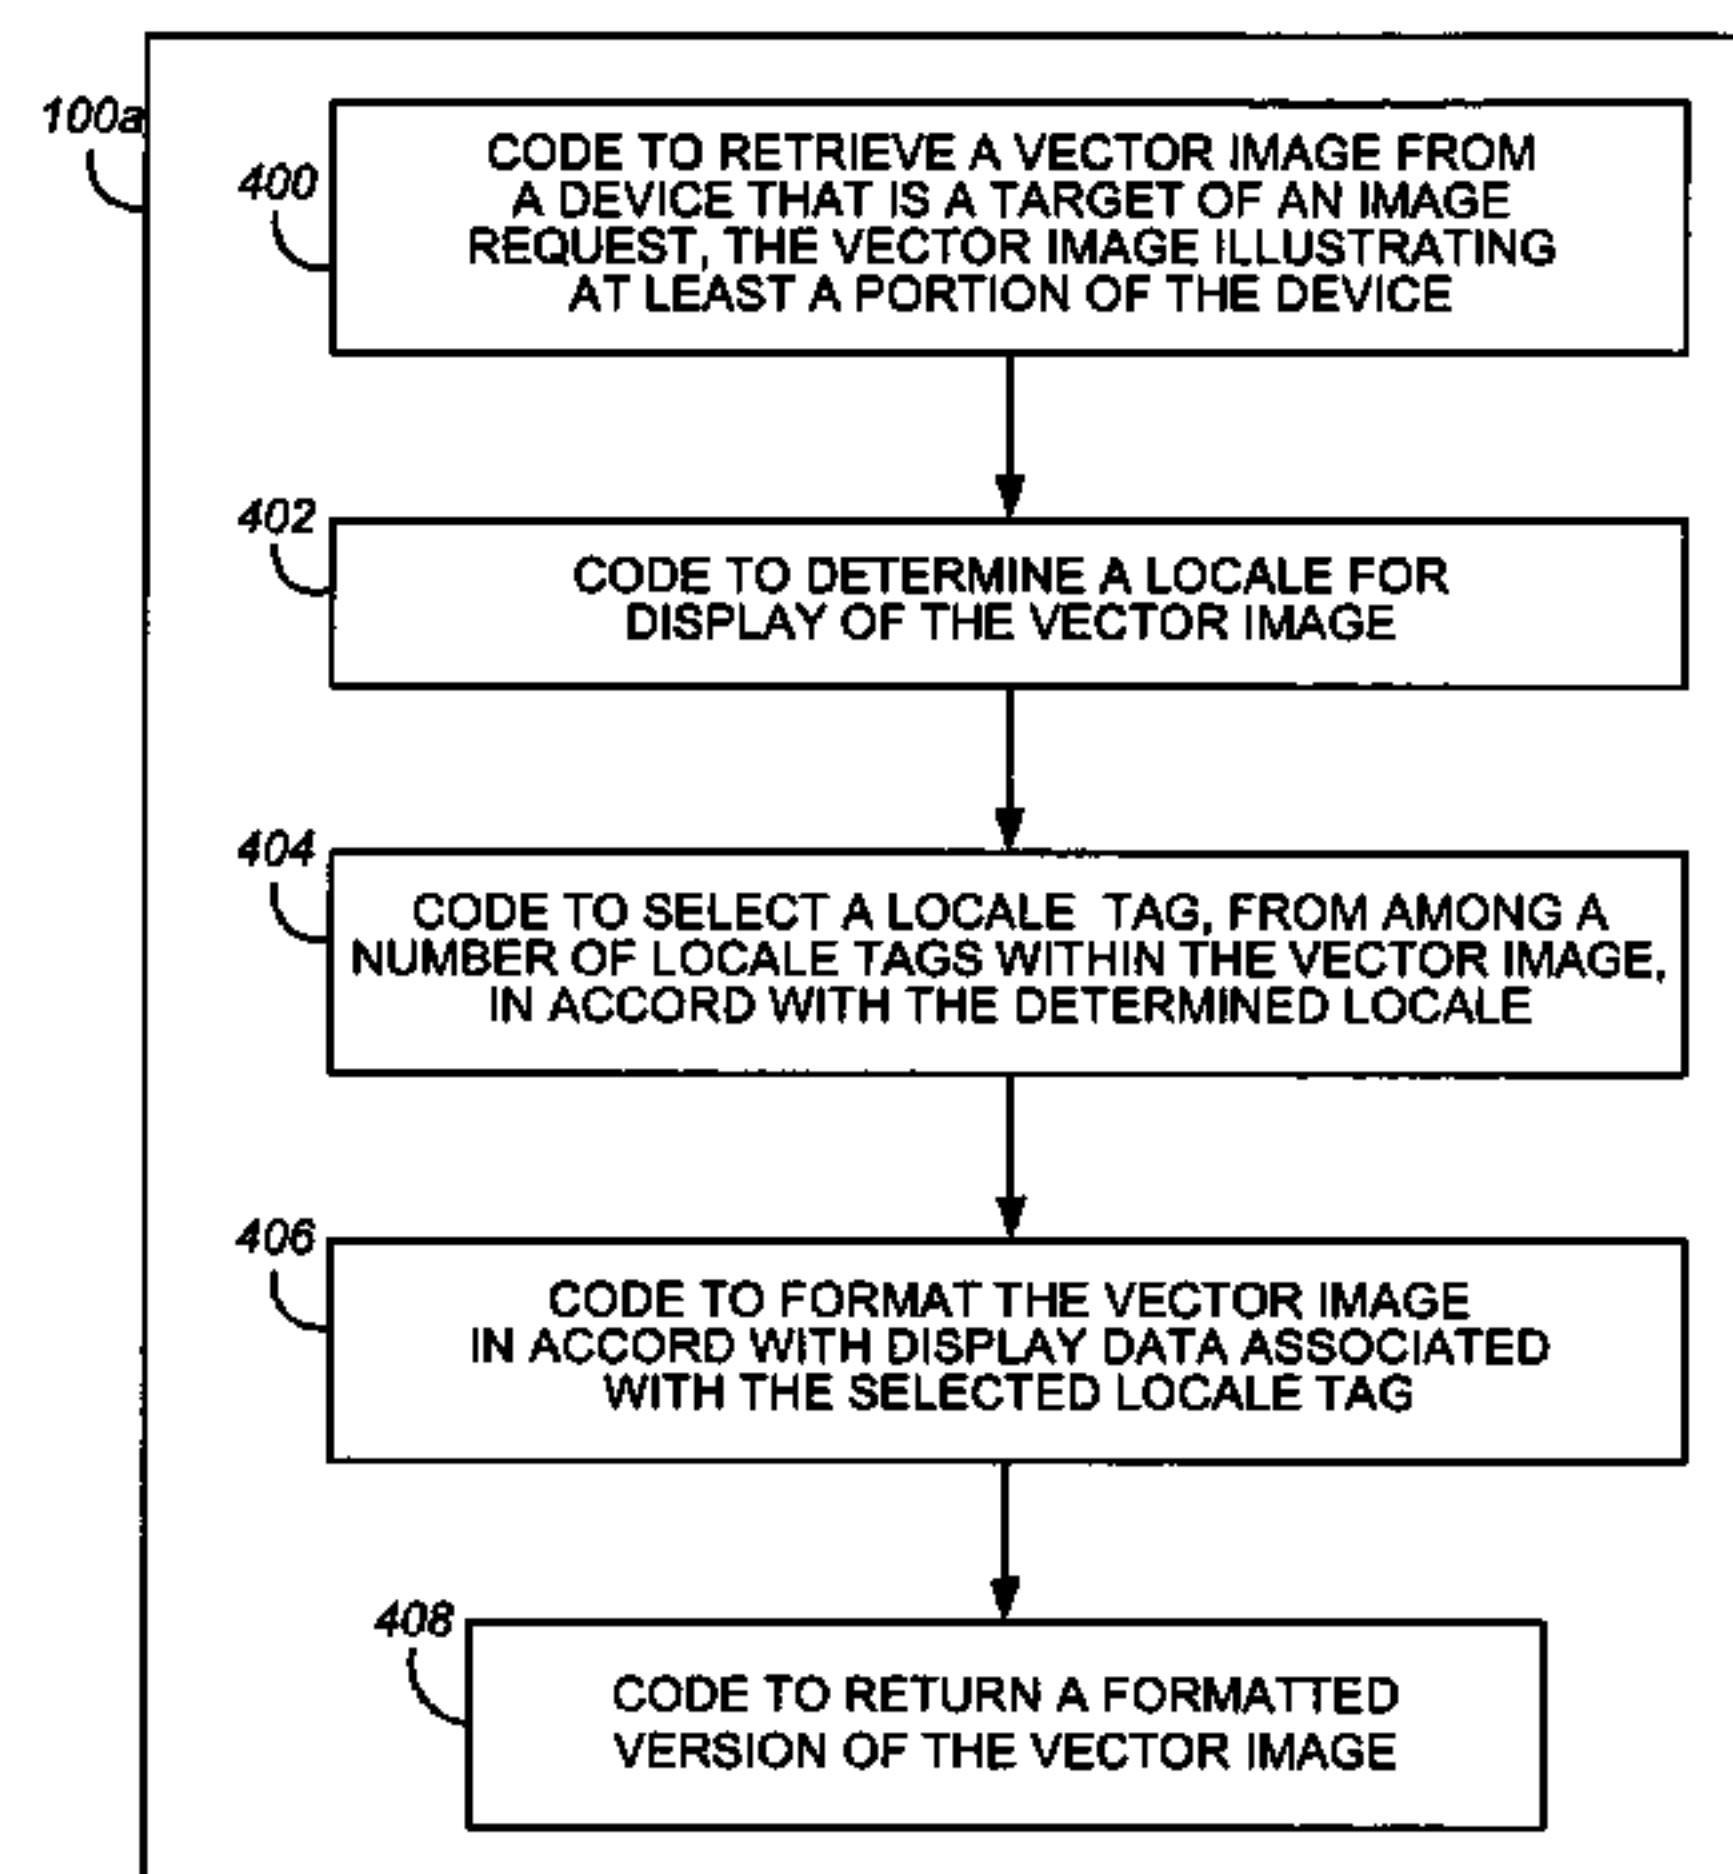 100a
400
CODE TO RETRIEVE A VECTOR IMAGE FROM
A DEVICE THAT IS A TARGET OF AN IMAGE
REQUEST, THE VECTOR IMAGE ILLUSTRATING
AT LEAST A PORTION OF THE DEVICE
402
CODE TO DETERMINE A LOCALE FOR
DISPLAY OF THE VECTOR IMAGE
404
CODE TO SELECT A LOCALE TAG, FROM AMONG A
NUMBER OF LOCALE TAGS WITHIN THE VECTOR IMAGE,
IN ACCORD WITH THE DETERMINED LOCALE
406
CODE TO FORMAT THE VECTOR IMAGE
IN ACCORD WITH DISPLAY DATA ASSOCIATED
WITH THE SELECTED LOCALE TAG
408
CODE TO RETURN A FORMATTED
VERSION OF THE VECTOR IMAGE